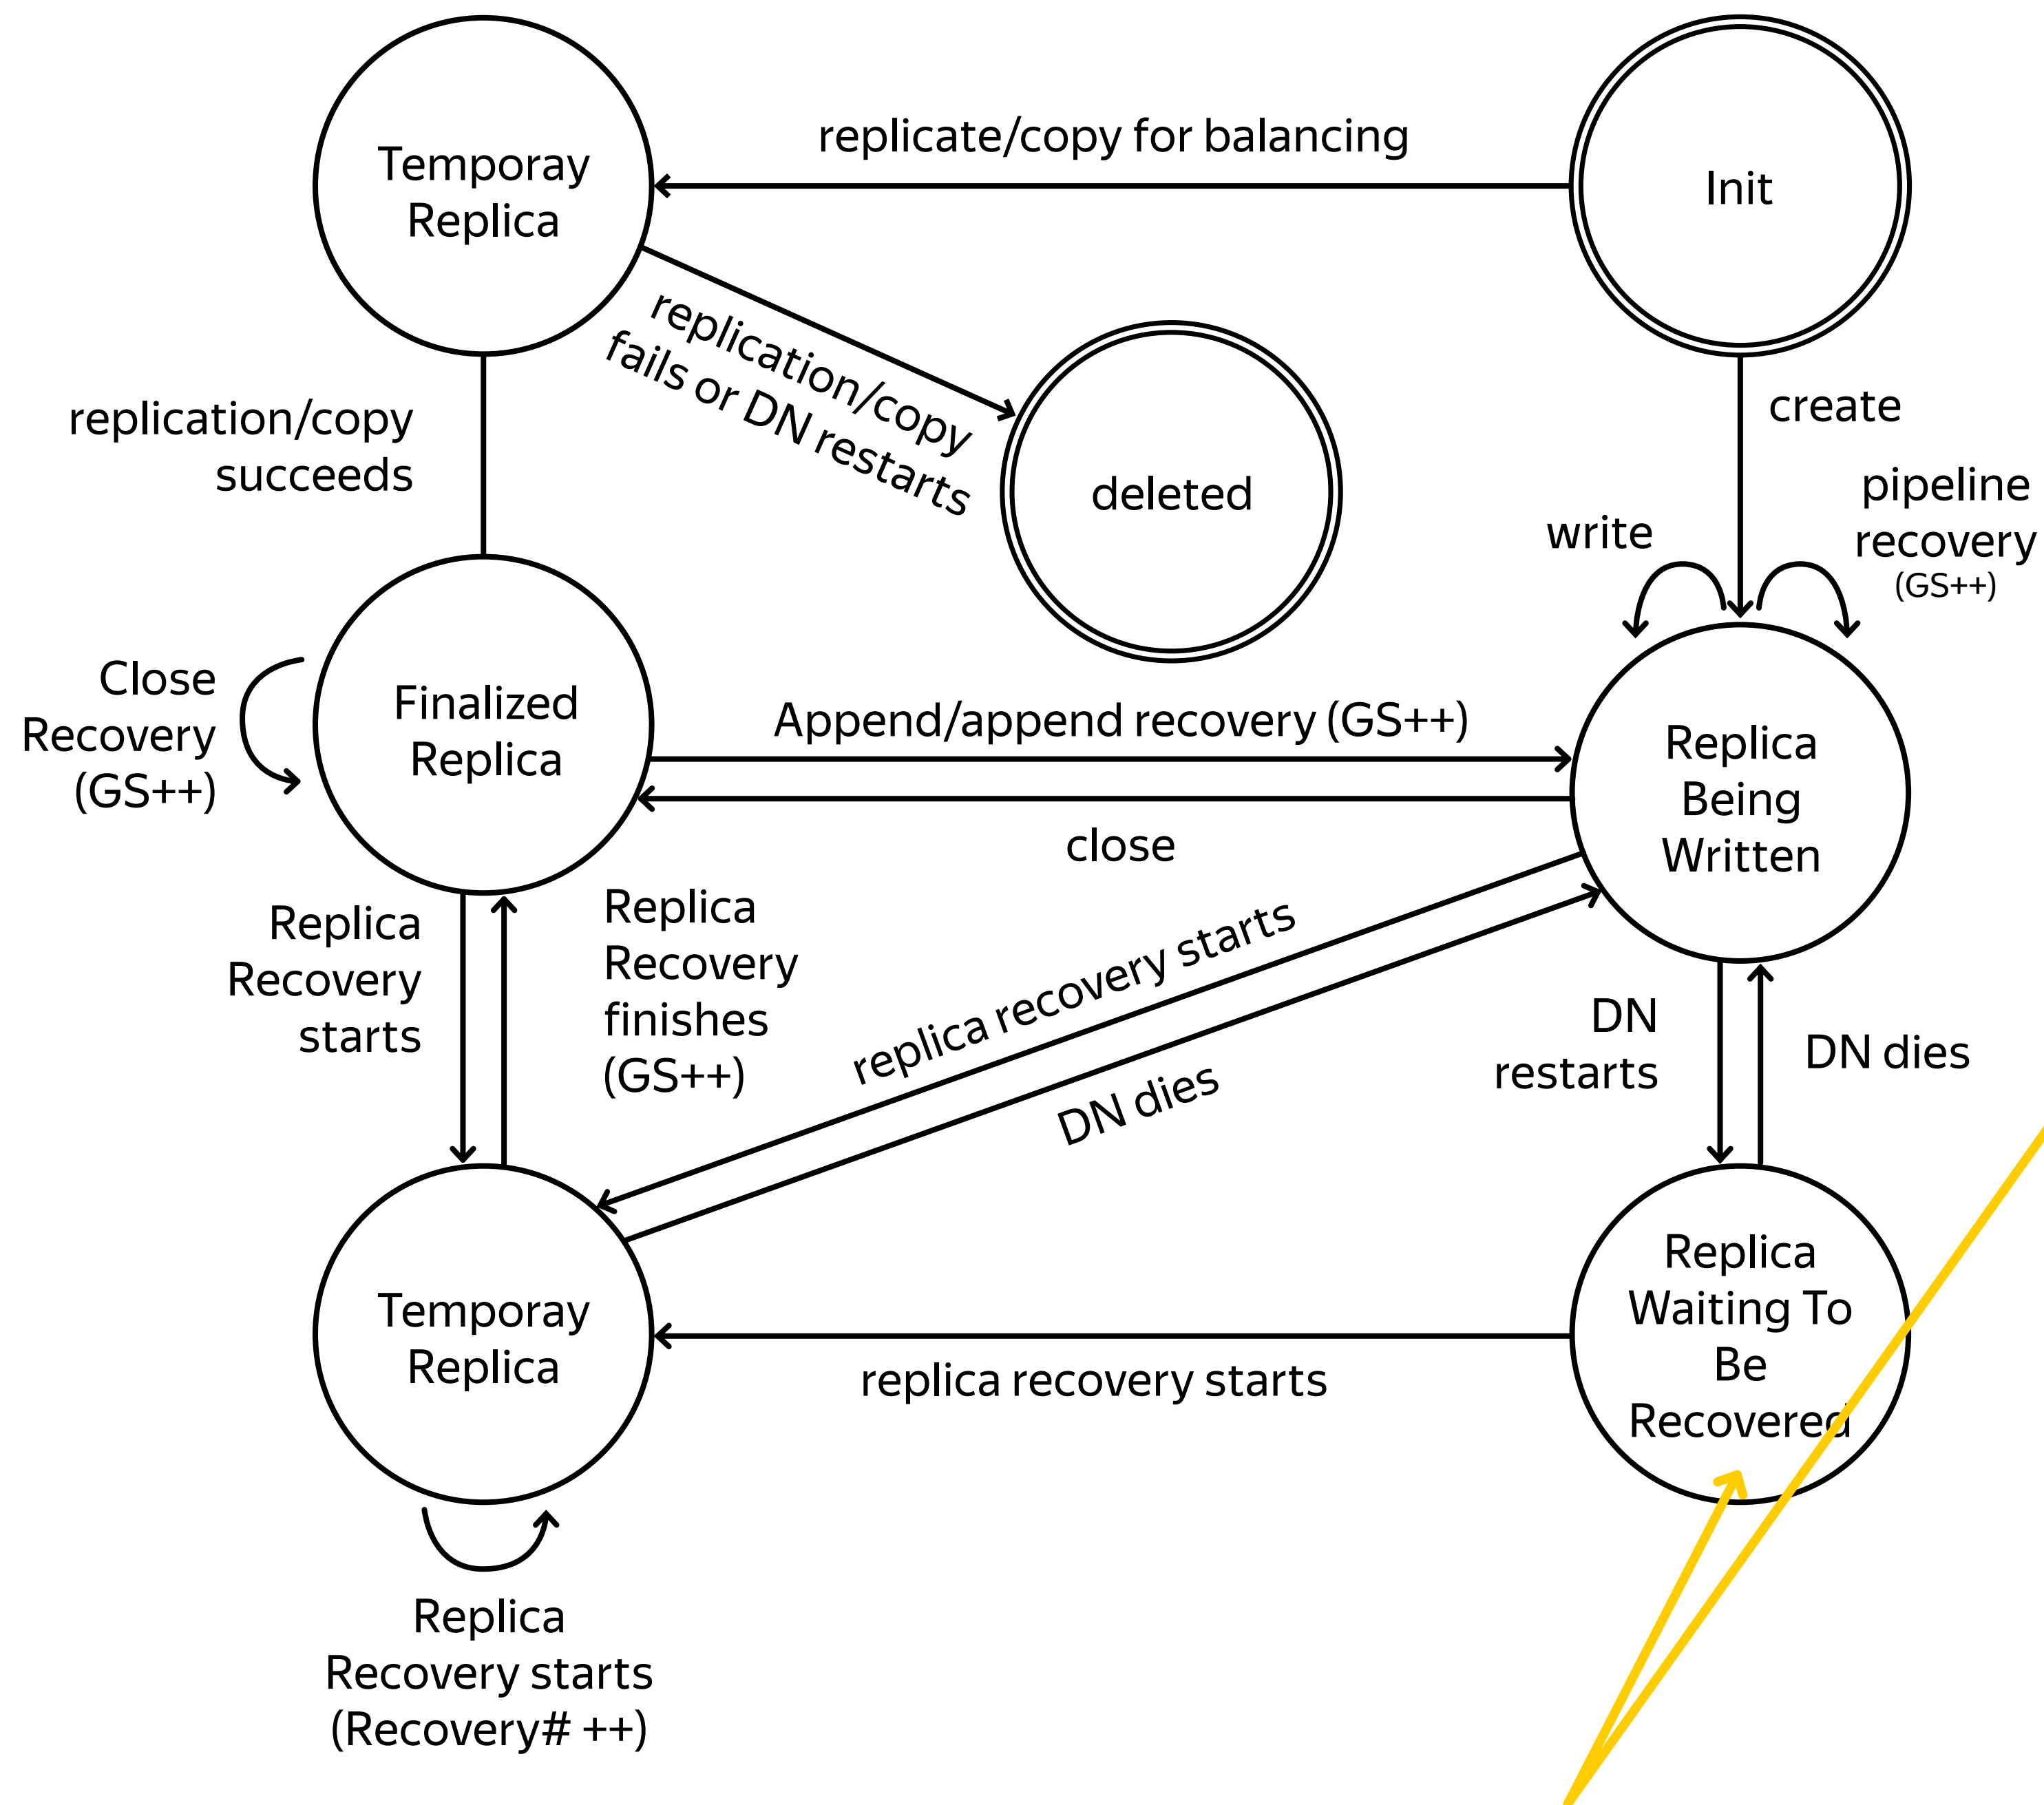 Temporay
Replica
replicate/copy for balancing
Init
replication/copy
fails or DN restarts
replication/copy
succeeds
deleted
create
write
pipeline
recovery
(GS++)
Close
Recovery
(GS++)
Finalized
Replica
Append/append recovery (GS++)
close
Replica
Being
Written
Replica
Recovery
starts
Replica
Recovery
finishes
(GS++)
replica recovery starts
DN dies
DN
restarts
DN dies
Temporay
Replica
replica recovery starts
Replica
Waiting To
Be
Recovered
Replica
Recovery starts
(Recovery# ++)